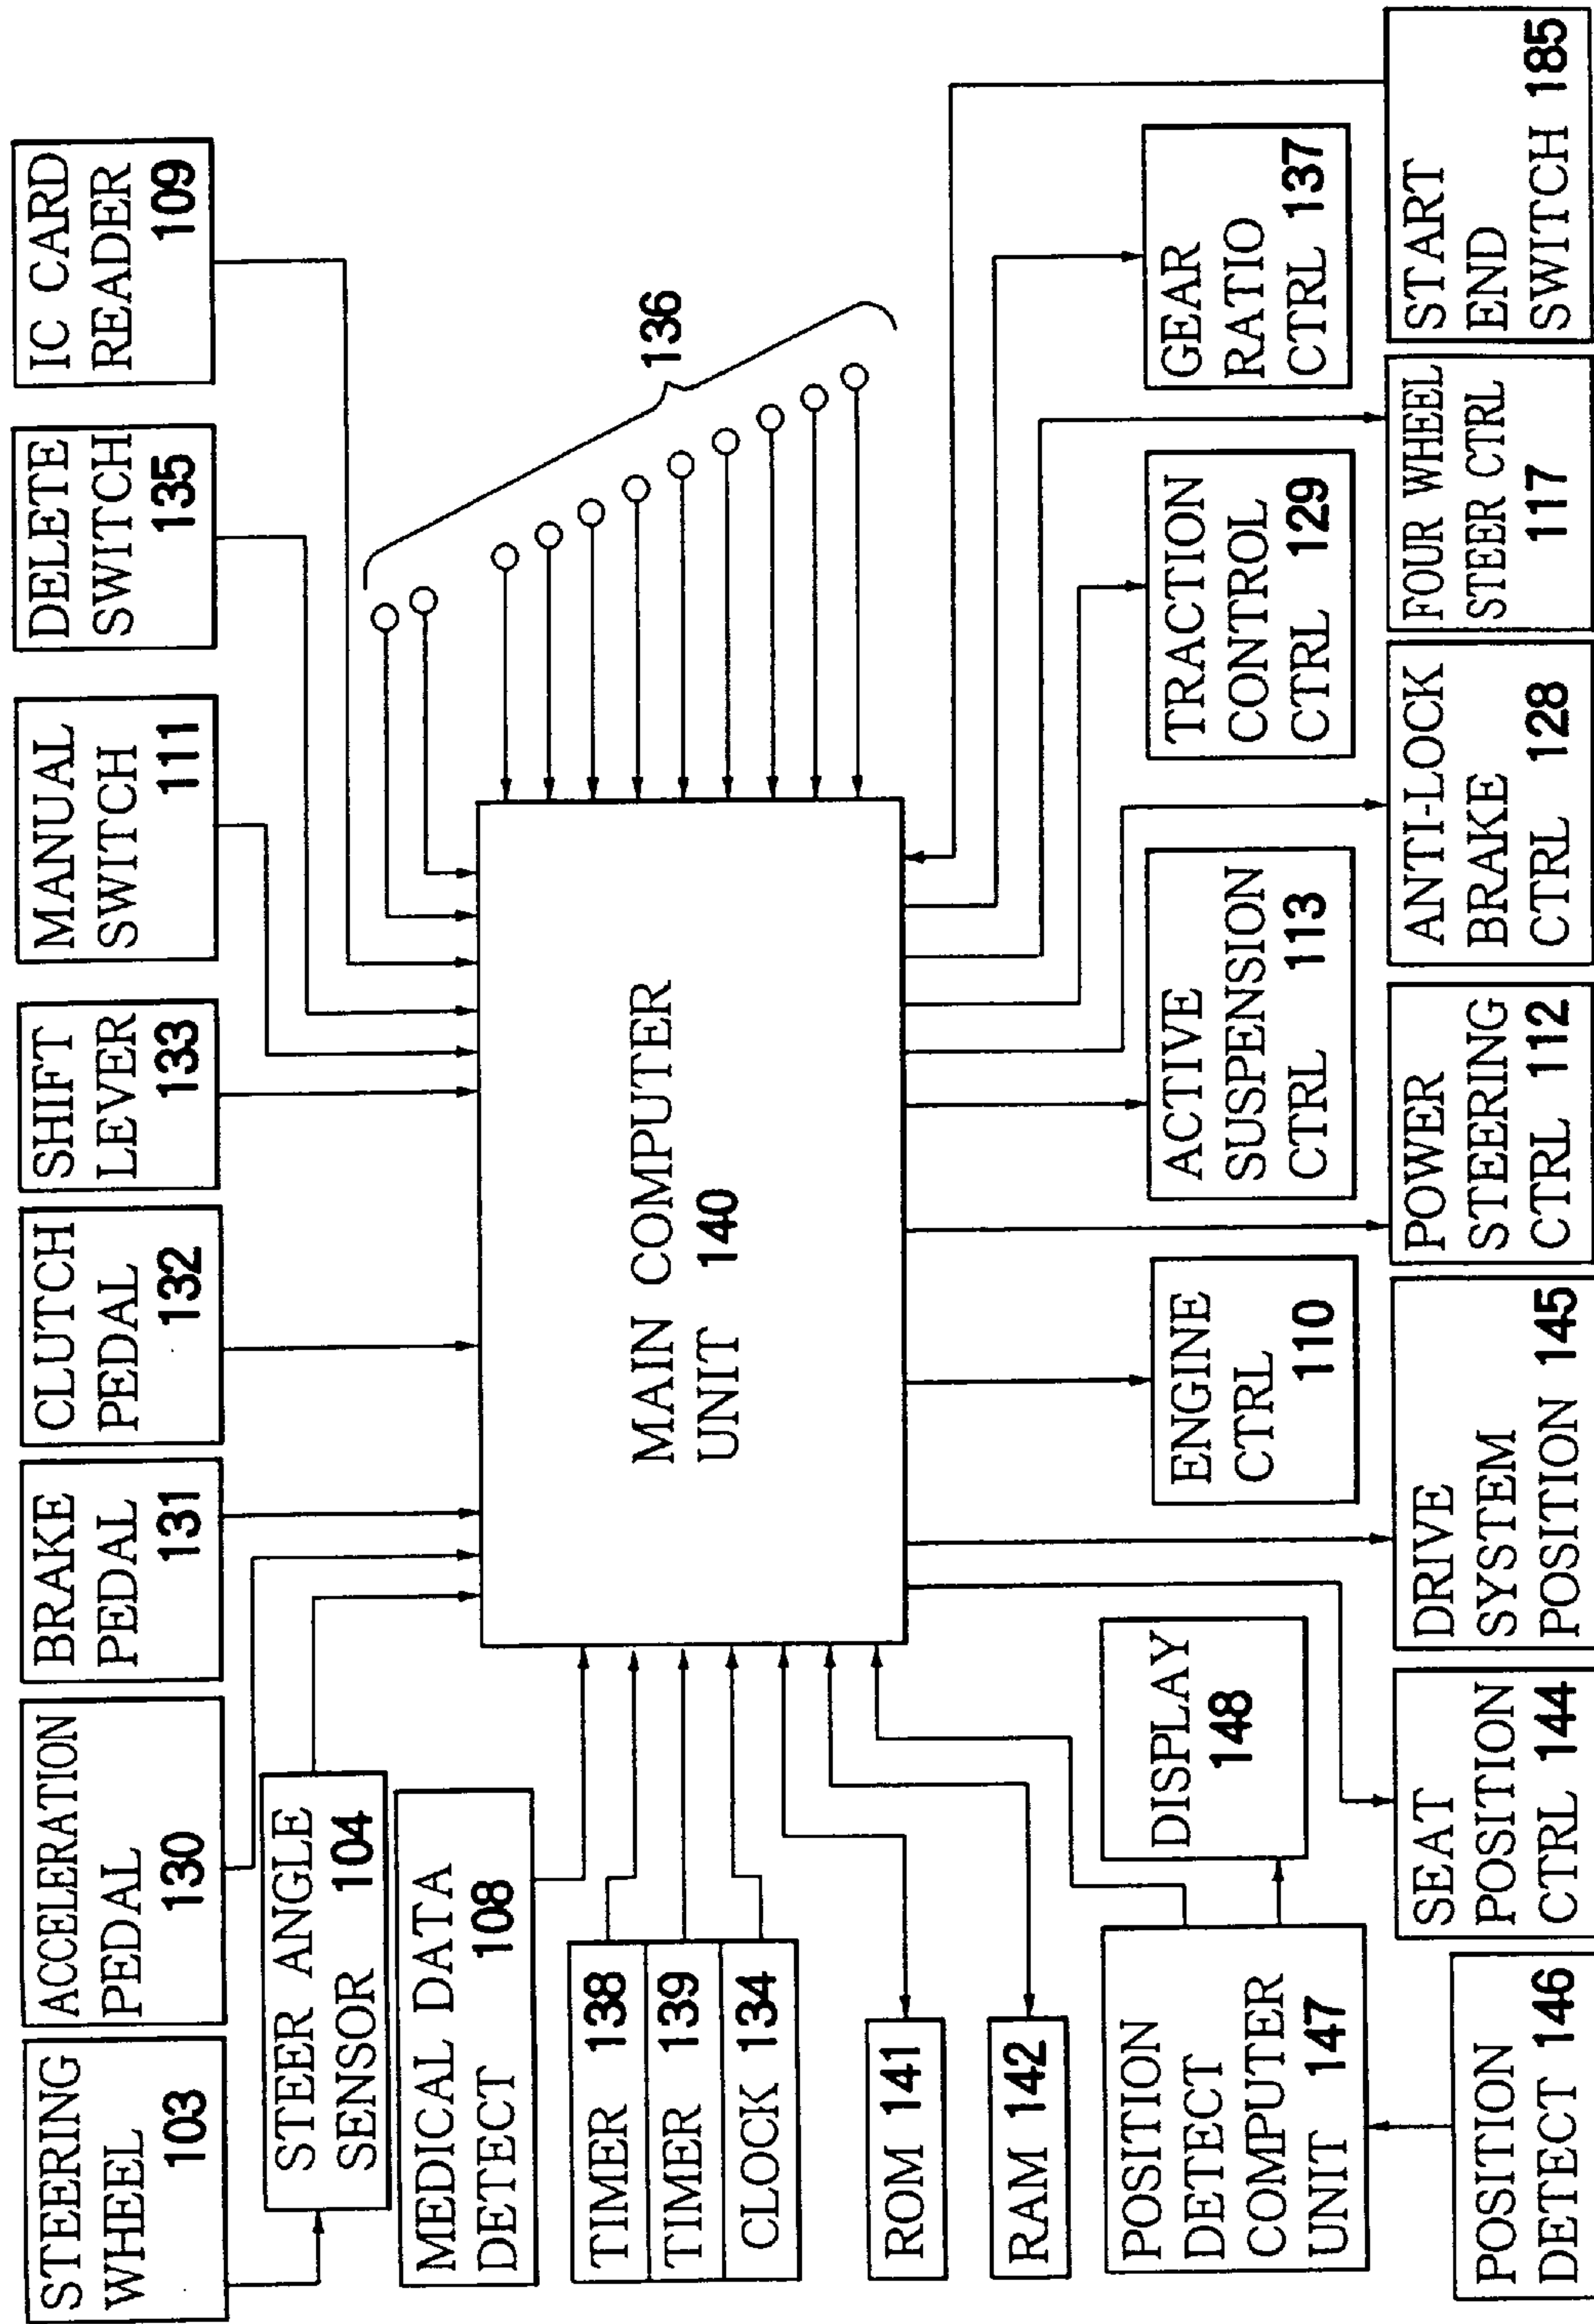 STEERING
WHEEL
103
ACCELERATION
PEDAL
130
BRAKE
PEDAL
131
CLUTCH
PEDAL
132
SHIFT
LEVER
133
MANUAL
SWITCH
111
DELETE
SWITCH
135
IC CARD
READER
109
STEER ANGLE
SENSOR 104
MEDICAL DATA
DETECT 108
TIMER 138
TIMER 139
CLOCK 134
ROM 141
RAM 142
MAIN COMPUTER
UNIT 140
136
POSITION
DETECT
COMPUTER
UNIT 147
DISPLAY
148
ENGINE
CTRL
110
ACTIVE
SUSPENSION
CTRL 113
TRACTION
CONTROL
CTRL 129
GEAR
RATIO
CTRL 137
POSITION
DETECT 146
SEAT
POSITION
CTRL 144
DRIVE
SYSTEM
POSITION 145
POWER
STEERING
CTRL 112
ANTI-LOCK
BRAKE
CTRL 128
FOUR WHEEL
STEER CTRL
117
START
END
SWITCH 185